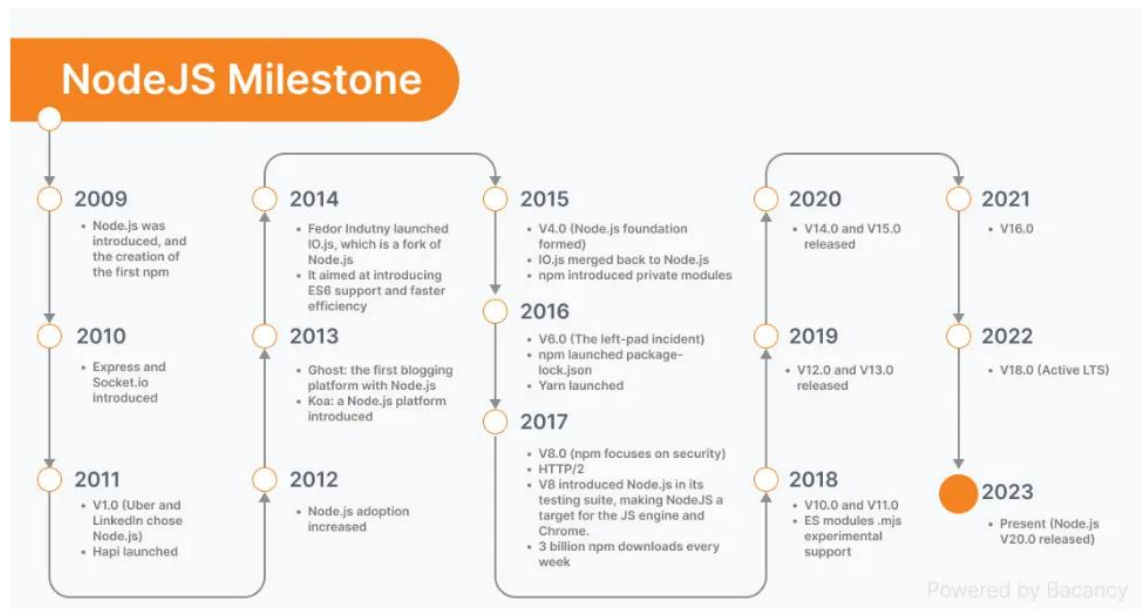 NodeJS Milestone
2009
• Node.js was
introduced, and
the creation of
the first npm
2010
• Express and
Socket.io
introduced
2011
• V1.0 (Uber and
LinkedIn chose
Node.js)
• Hapi launched
2012
• Node.js adoption
increased
2013
• Ghost: the first blogging
platform with Node.js
• Koa: a Node.js platform
introduced
2014
• Fedor Indutny launched
IO.js, which is a fork of
Node.js
• It aimed at introducing
ES6 support and faster
efficiency
2015
• V4.0 (Node.js foundation
formed)
• IO.js merged back to Node.js
• npm introduced private modules
2016
• V6.0 (The left-pad incident)
• npm launched package-
lock.json
• Yarn launched
2017
• V8.0 (npm focuses on security)
• HTTP/2
• V8 introduced Node.js in its
testing suite, making NodeJS a
target for the JS engine and
Chrome.
• 3 billion npm downloads every
week
2018
• V10.0 and V11.0
• ES modules .mjs
experimental
support
2019
• V12.0 and V13.0
released
2020
• V14.0 and V15.0
released
2021
• V16.0
2022
• V18.0 (Active LTS)
2023
• Present (Node.js
V20.0 released)
Powered by Bacancy